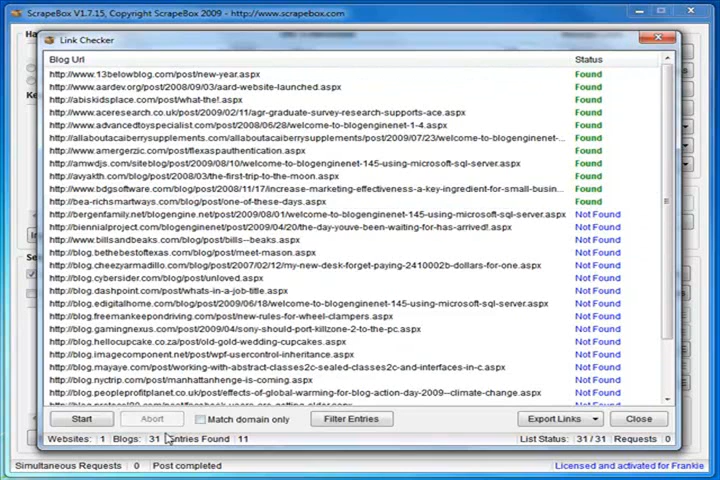 ScrapeBox V1.7.15, Copyright ScrapeBox 2009 - http://www.scrapebox.com
Link Checker
Blog Url Status
http://www.13belowblog.com/post/new-year.aspx Found
http://www.aardev.org/post/2008/09/03/aard-website-launched.aspx Found
http://abiskidsplace.com/post/what-the!.aspx Found
http://www.aceresearch.com.au/blog/post/2009/02/11/agr-graduate-survey-research-supports-ace.aspx Found
http://www.advancedtoyspecialist.com/post/2008/06/28/welcome-to-blogenginenet-1-4.aspx Found
http://allaboutacaiberrysupplements.com/allaboutacaiberrysupplements/post/2009/07/23/welcome-to-blogenginenet-... Found
http://www.amergerzic.com/post/flexpasauthentication.aspx Found
http://amwdjs.com/siteblog/post/2009/08/10/welcome-to-blogenginenet-145-using-microsoft-sql-server.aspx Found
http://avyakth.com/post/2008/03/the-first-trip-to-the-moon.aspx Found
http://www.bdgsoftware.com/blog/post/2008/11/17/increase-marketing-effectiveness-a-key-ingredient-for-small-busin... Found
http://bea-richsmartways.com/blog/post/one-of-these-days.aspx Found
http://bergenfamily.net/blogengine.net/post/2009/08/01/welcome-to-blogenginenet-145-using-microsoft-sql-server.aspx Not Found
http://biennialproject.com/blogengine/post/2009/04/20/the-day-youve-been-waiting-for-has-arrived!.aspx Not Found
http://www.billsandbeaks.com/blog/post/bills--beaks.aspx Not Found
http://blog.bethebestoftexas.com/post/meet-mason.aspx Not Found
http://blog.cheezyarmadillo.com/post/2007/02/12/my-new-desk-forget-paying-2410002b-dollars-for-one.aspx Not Found
http://blog.cybersider.com/post/unloved.aspx Not Found
http://blog.dashpoint.com/post/whats-in-a-job-title.aspx Not Found
http://blog.edigitalhome.com/post/2009/06/18/welcome-to-blogenginenet-145-using-microsoft-sql-server.aspx Not Found
http://blog.freemankeepondriving.com/post/new-rules-for-wheel-clampers.aspx Not Found
http://blog.gamingnexus.com/post/2009/04/sony-should-port-killzone-2-to-the-pc.aspx Not Found
http://blog.hellocupcake.co.za/post/old-gold-wedding-cupcakes.aspx Not Found
http://blog.imagecomponent.net/post/wpf-usercontrol-inheritance.aspx Not Found
http://blog.mayaye.com/post/working-with-abstract-classes2c-sealed-classes2c-and-interfaces-in-c.aspx Not Found
http://blog.nyctrip.com/post/manhattanhenge-is-coming.aspx Not Found
http://blog.peopleprofitplanet.co.uk/post/effects-of-global-warming-for-blog-action-day-2009--climate-change.aspx Not Found
Start Abort Match domain only Filter Entries Export Links Close
Websites: 1 Blogs: 31 Entries Found 11 List Status: 31 / 31 Requests 0
Simultaneous Requests 0 Post completed Licensed and activated for Frankie